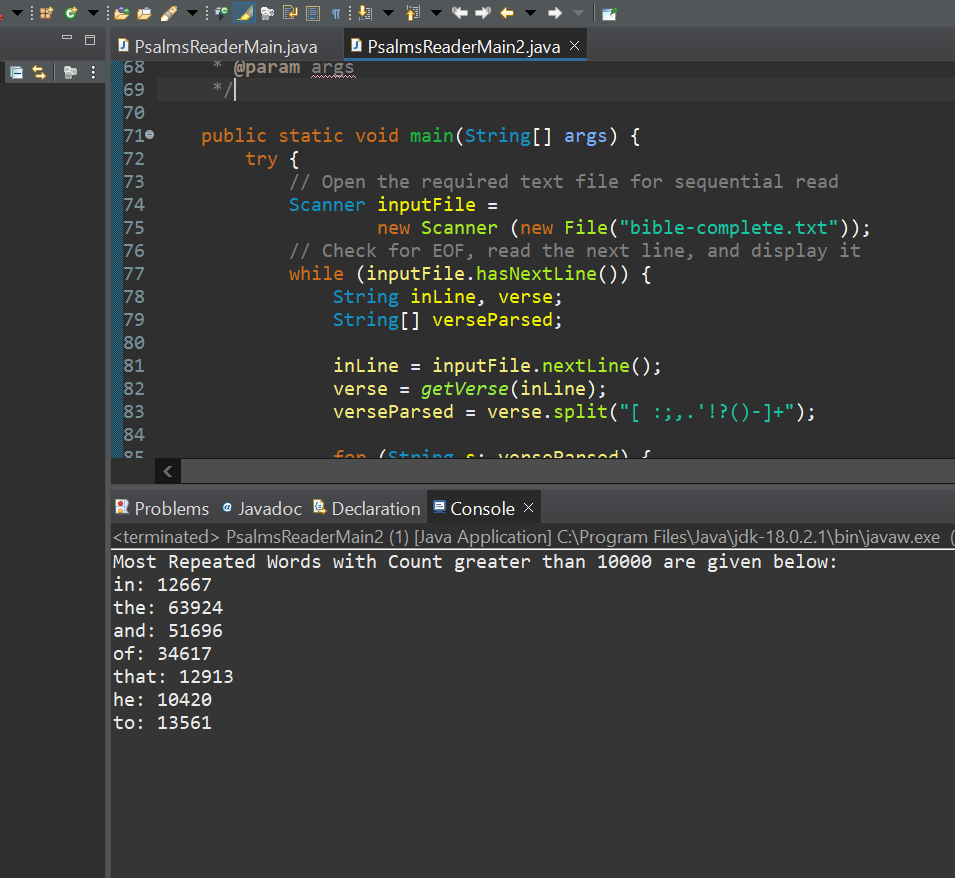 PsalmsReaderMain.java PsalmsReaderMain2.java
68 * @param args
69 */
70
71 public static void main(String[] args) {
72 try {
73 // Open the required text file for sequential read
74 Scanner inputFile =
75 new Scanner (new File("bible-complete.txt"));
76 // Check for EOF, read the next line, and display it
77 while (inputFile.hasNextLine()) {
78 String inLine, verse;
79 String[] verseParsed;
80
81 inLine = inputFile.nextLine();
82 verse = getVerse(inLine);
83 verseParsed = verse.split("[ :;,.'!?()-]+");
84
85 for (String s: verseParsed) {
Problems Javadoc Declaration Console
<terminated> PsalmsReaderMain2 (1) [Java Application] C:\Program Files\Java\jdk-18.0.2.1\bin\javaw.exe (
Most Repeated Words with Count greater than 10000 are given below:
in: 12667
the: 63924
and: 51696
of: 34617
that: 12913
he: 10420
to: 13561